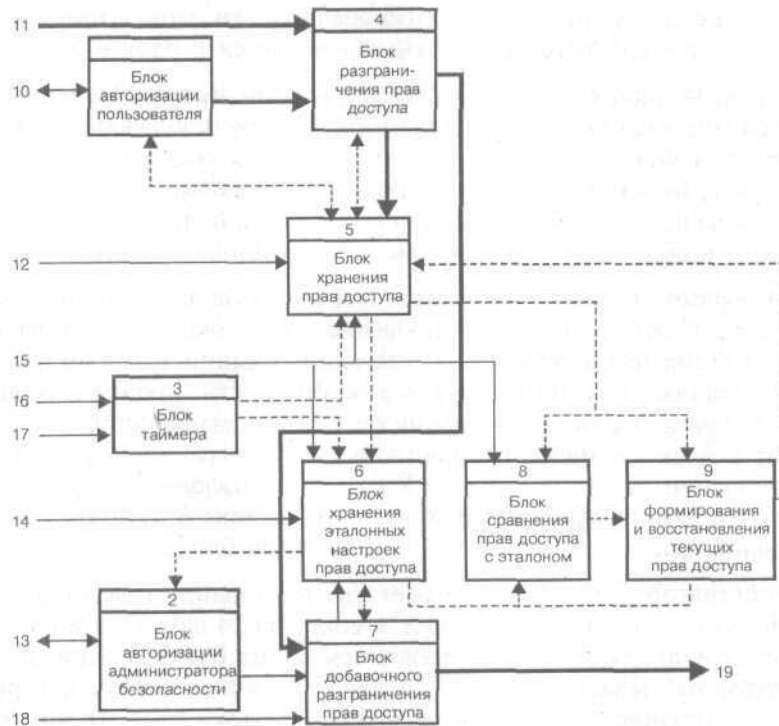 11
4
Блок
разграни-
чения прав
доступа
10
Блок
авторизации
пользователя
5
Блок
хранения
прав доступа
12
15
16
17
3
Блок
таймера
6
Блок
хранения
эталонных
настроек
прав доступа
8
Блок
сравнения
прав доступа
с эталоном
9
Блок
формирования
и восстановления
текущих
прав доступа
14
2
Блок
авторизации
администратора
безопасности
13
7
Блок
добавочного
разграничения
прав доступа
18
19